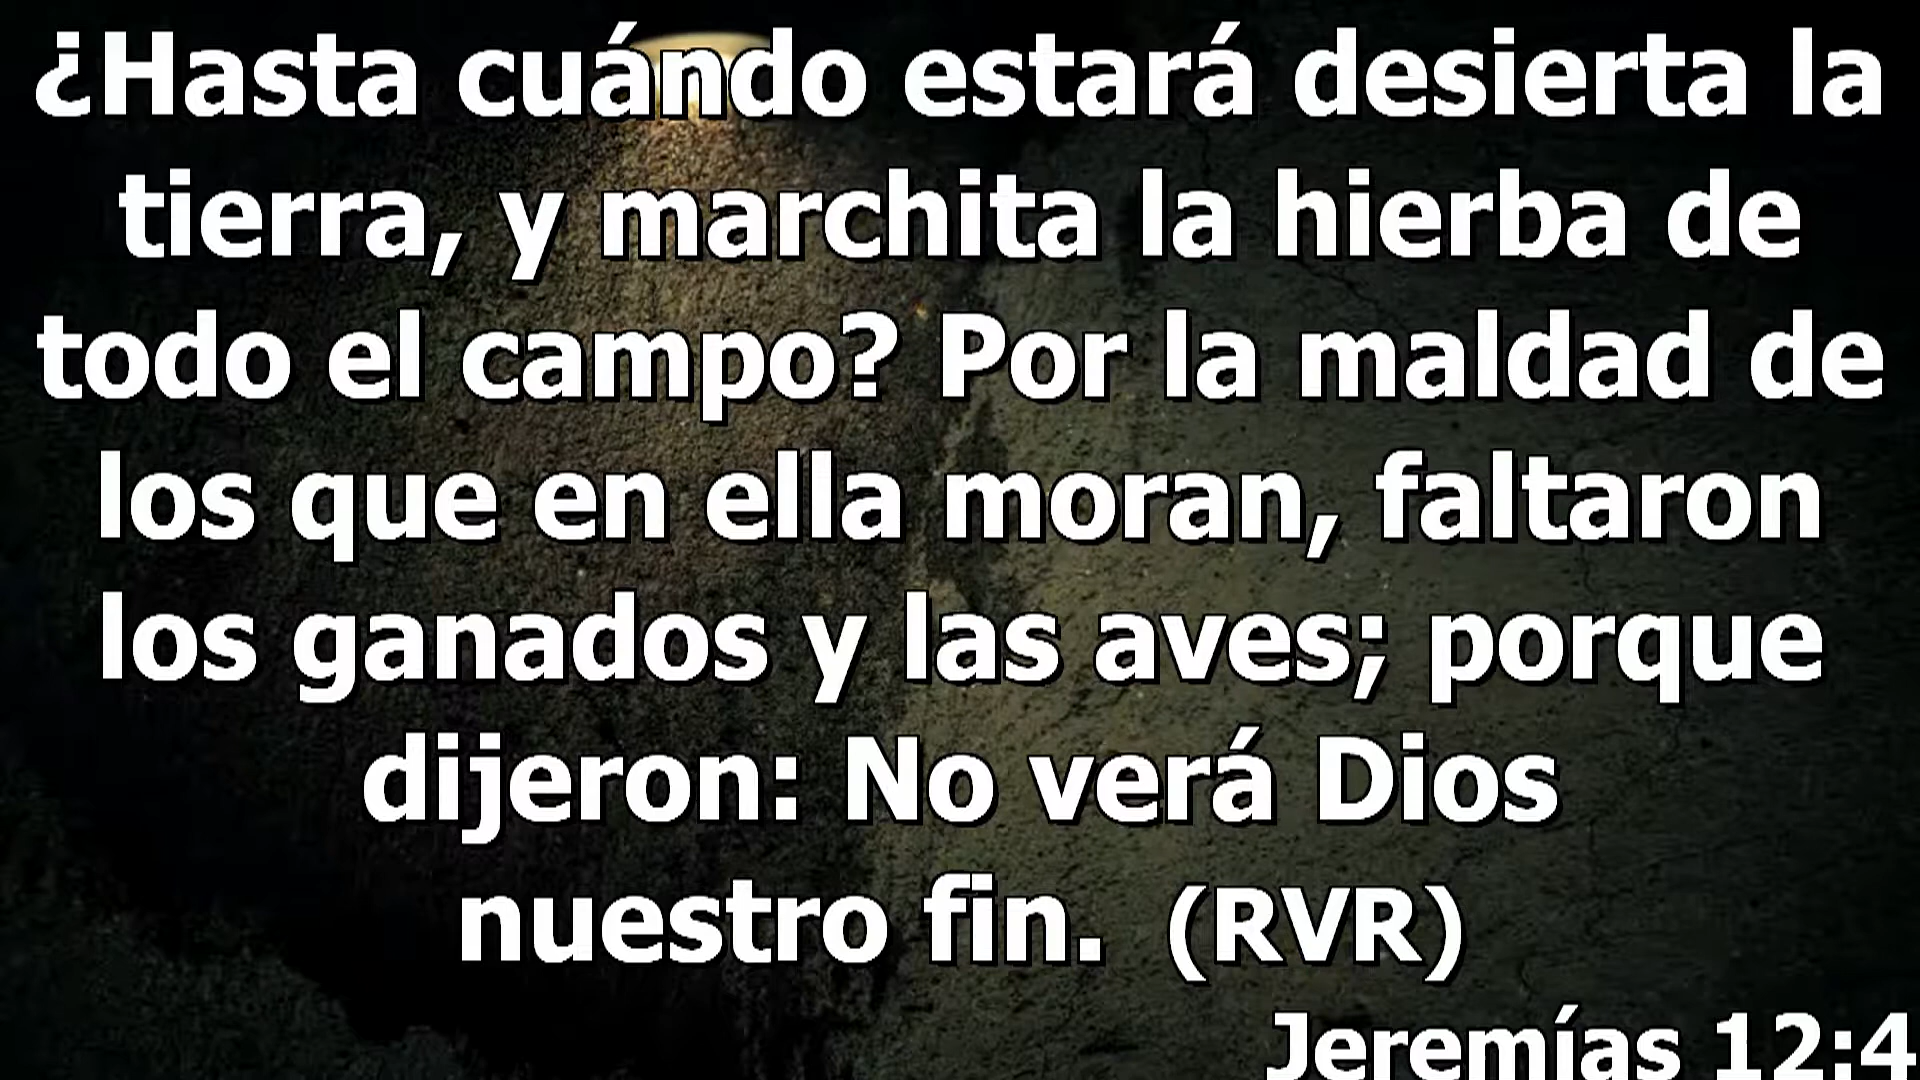 ¿Hasta cuándo estará desierta la
tierra, y marchita la hierba de
todo el campo? Por la maldad de
los que en ella moran, faltaron
los ganados y las aves; porque
dijeron: No verá Dios
nuestro fin. (RVR)
Jeremías 12:4